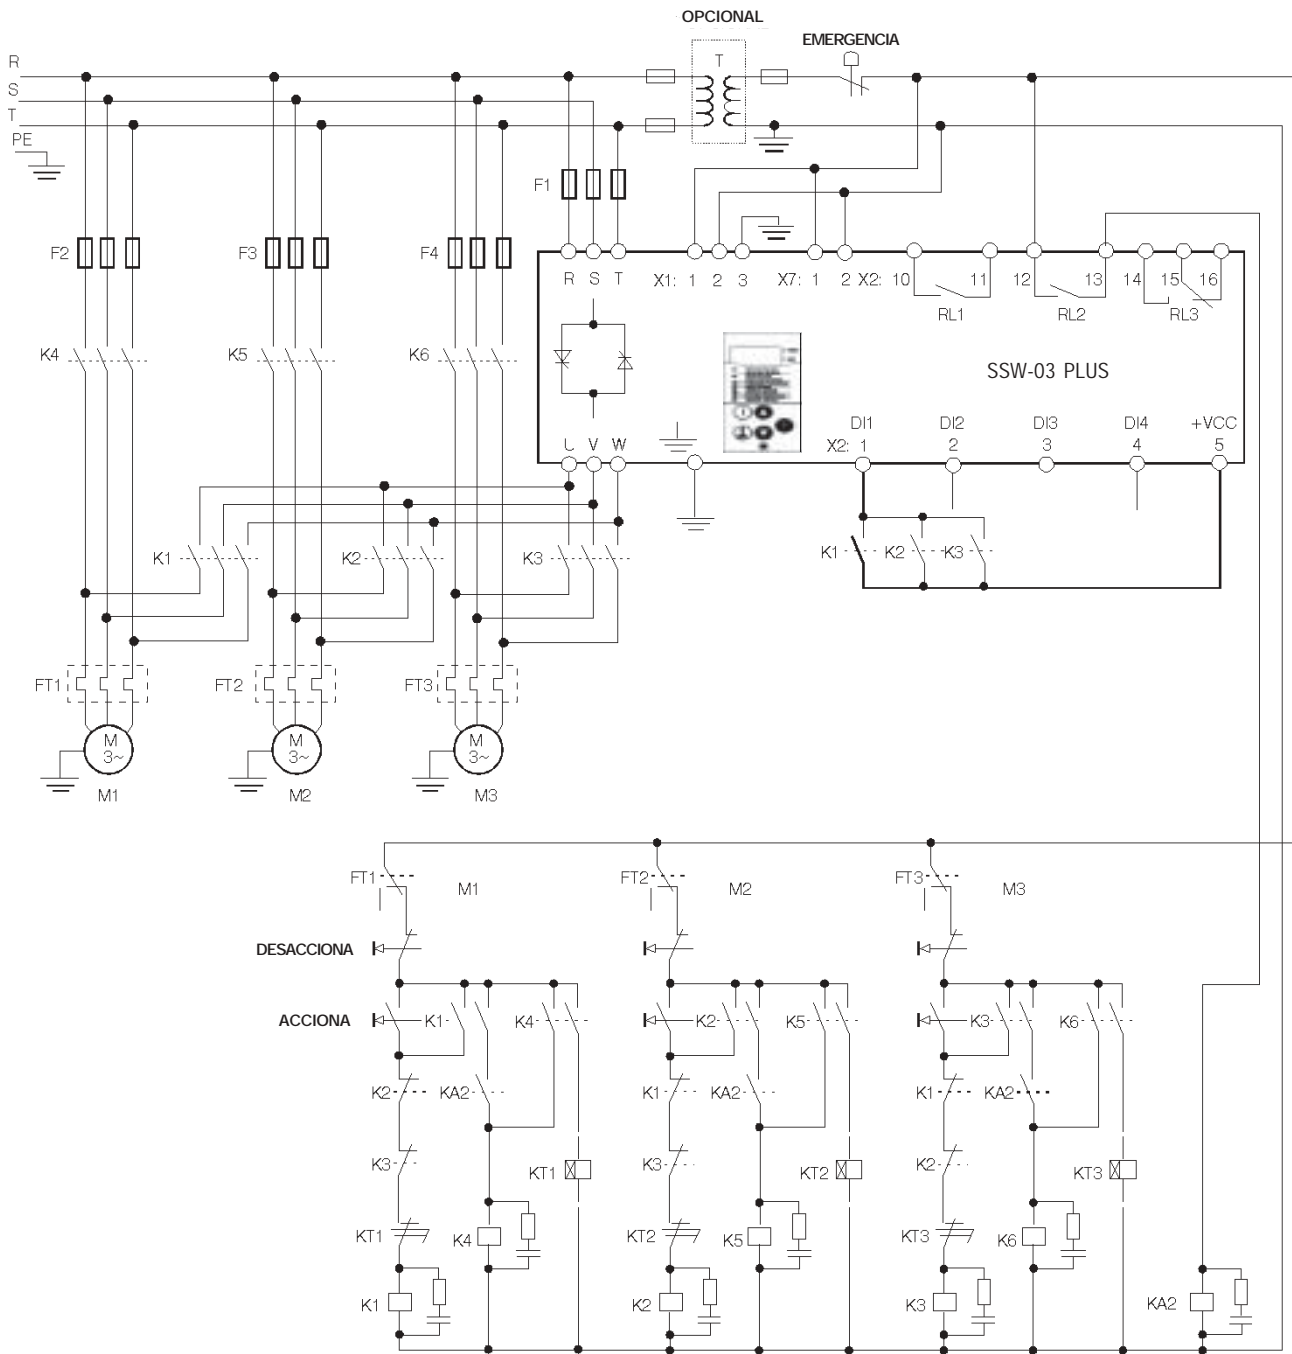 OPCIONAL
EMERGENCIA
R
S
T
PE
T
F1
F2
F3
F4
R S T X1: 1 2 3 X7: 1 2 X2: 10 11 12 13 14 15 16
RL1 RL2 RL3
K4
K5
K6
SSW-03 PLUS
DI1 DI2 DI3 DI4 +VCC
U V W
X2: 1 2 3 4 5
K1
K2
K3
K1 K2 K3
FT1
FT2
FT3
M
3~
M
3~
M
3~
M1
M2
M3
FT1 M1
FT2 M2
FT3 M3
DESACCIONA
ACCIONA
K1 K4
K2 K5
K3 K6
K2 KA2
K1 KA2
K1 KA2
K3 KT1
K3 KT2
K2 KT3
KT1 K4
KT2 K5
KT3 K6
K1
K2
K3
KA2